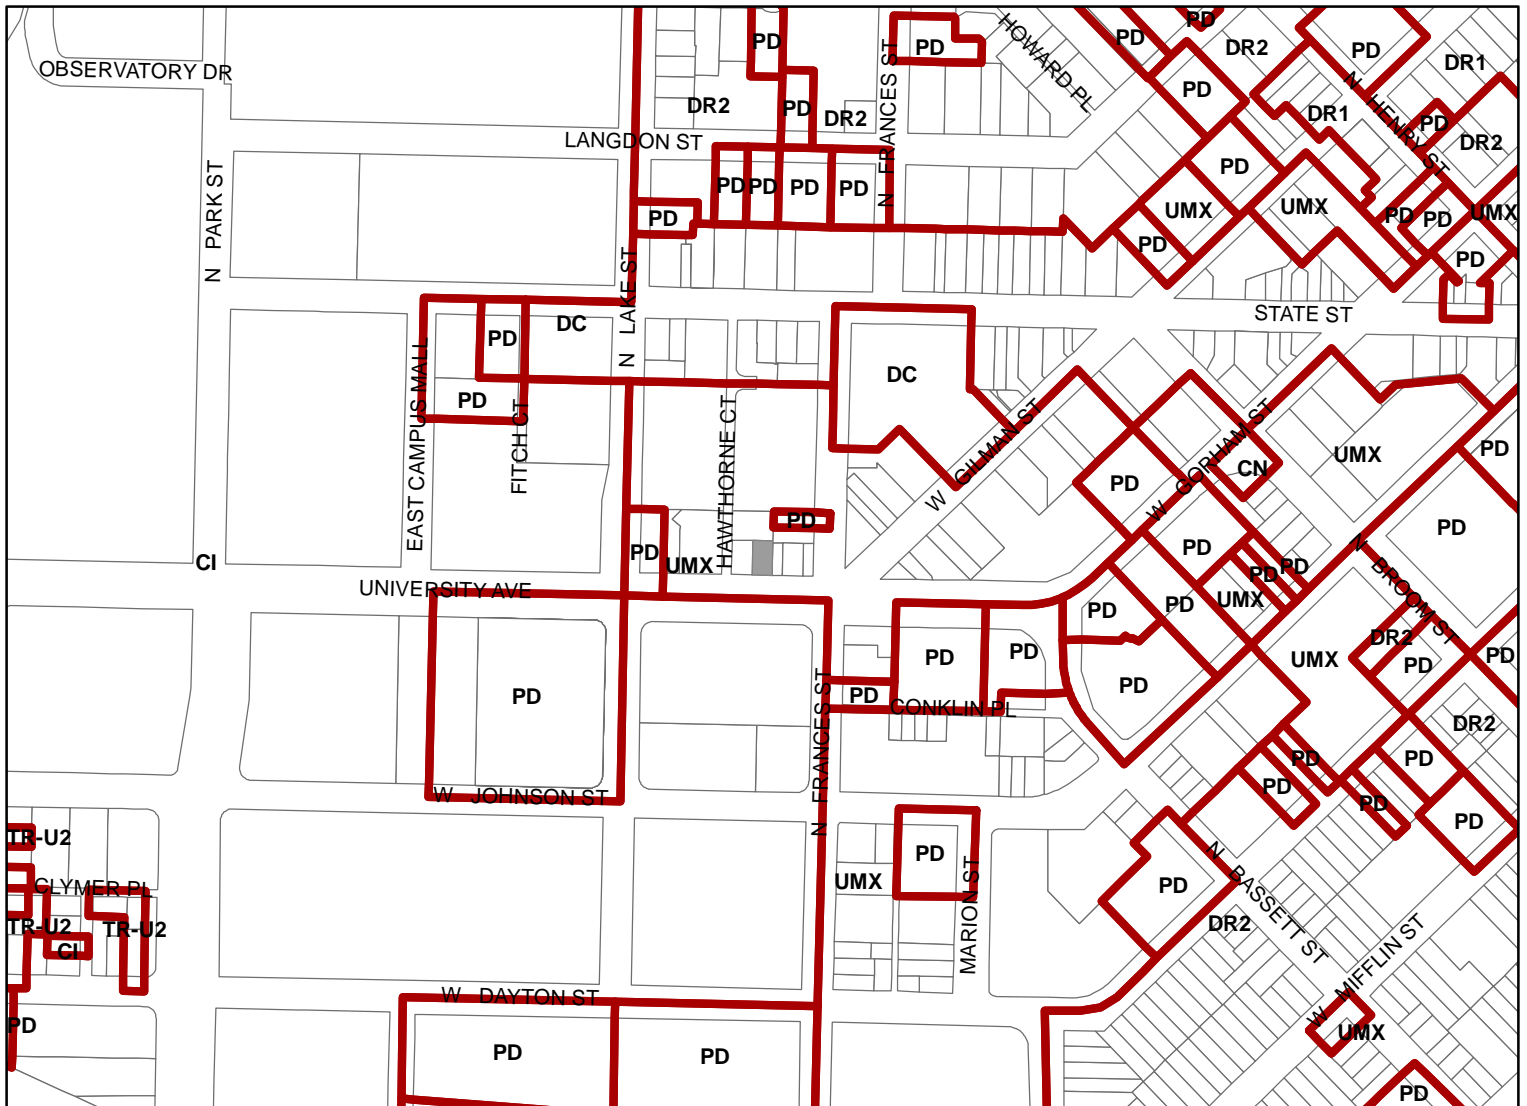 PD
PD
PD
PD
DR2
PD
DR1
HOWARD PL
OBSERVATORY DR
DR2
PD
DR2
N FRANCES ST
PD
DR1
N HENRY ST
PD
DR2
LANGDON ST
PD
PD
PD
PD
PD
PD
UMX
UMX
PD
PD
UMX
PD
PD
N PARK ST
N LAKE ST
STATE ST
DC
PD
PD
DC
EAST CAMPUS MALL
FITCH CT
HAWTHORNE CT
W GILMAN ST
W GORHAM ST
UMX
PD
CN
PD
PD
PD
PD
UMX
PD
PD
PD
UMX
N BROOM ST
CI
UNIVERSITY AVE
PD
PD
DR2
PD
PD
UMX
PD
PD
PD
PD
PD
CONKLIN PL
DR2
N FRANCES ST
PD
PD
PD
PD
PD
W JOHNSON ST
TR-U2
PD
UMX
MARION ST
PD
N BASSETT ST
CLYMER PL
TR-U2
TR-U2
CI
DR2
W MIFFLIN ST
W DAYTON ST
PD
PD
PD
UMX
PD